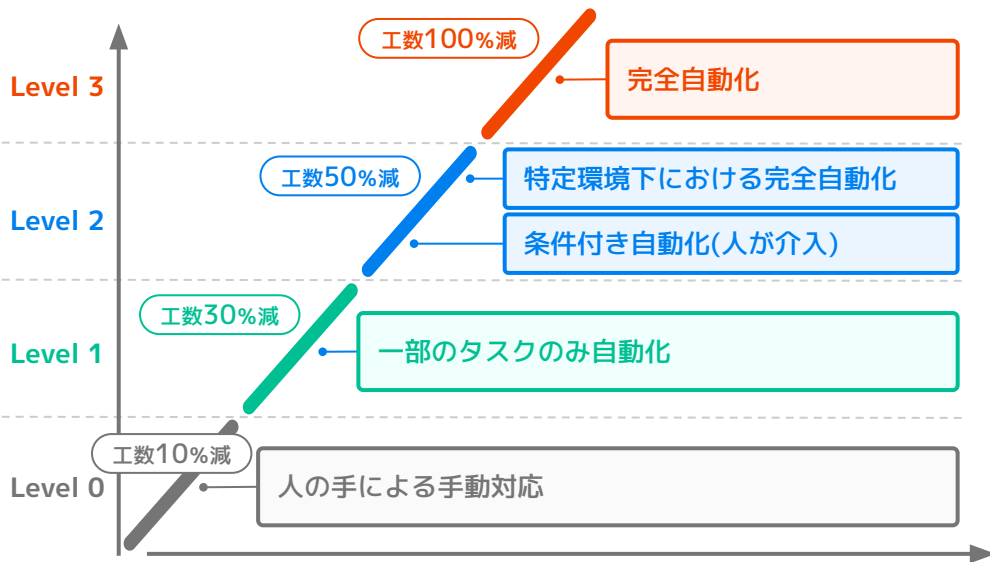 工数100%減
Level 3
完全自動化
工数50%減
特定環境下における完全自動化
Level 2
条件付き自動化(人が介入)
工数30%減
Level 1
一部のタスクのみ自動化
工数10%減
Level 0
人の手による手動対応